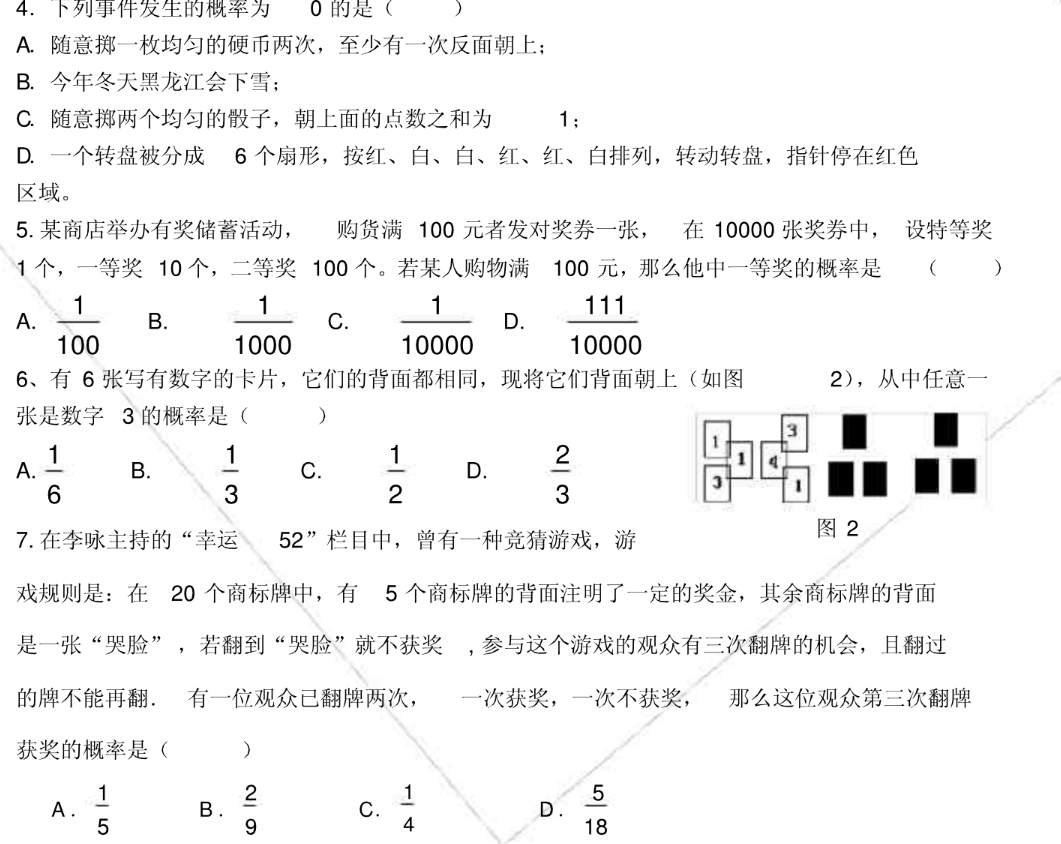 4. 下列事件发生的概率为 0 的是（ ）
A. 随意掷一枚均匀的硬币两次，至少有一次反面朝上；
B. 今年冬天黑龙江会下雪；
C. 随意掷两个均匀的骰子，朝上面的点数之和为 1；
D. 一个转盘被分成 6 个扇形，按红、白、白、红、红、白排列，转动转盘，指针停在红色
区域。
5. 某商店举办有奖储蓄活动， 购货满 100 元者发对奖券一张， 在 10000 张奖券中， 设特等奖
1 个，一等奖 10 个，二等奖 100 个。若某人购物满 100 元，那么他中一等奖的概率是 （ ）
A. 1/100 B. 1/1000 C. 1/10000 D. 111/10000
6、有 6 张写有数字的卡片，它们的背面都相同，现将它们背面朝上（如图 2），从中任意一
张是数字 3 的概率是（ ）
A. 1/6 B. 1/3 C. 1/2 D. 2/3
1 3
1 4
3 1
图 2
7. 在李咏主持的“幸运 52”栏目中，曾有一种竞猜游戏，游
戏规则是：在 20 个商标牌中，有 5 个商标牌的背面注明了一定的奖金，其余商标牌的背面
是一张“哭脸” ，若翻到“哭脸”就不获奖 , 参与这个游戏的观众有三次翻牌的机会，且翻过
的牌不能再翻． 有一位观众已翻牌两次， 一次获奖，一次不获奖， 那么这位观众第三次翻牌
获奖的概率是（ ）
A . 1/5 B . 2/9 C. 1/4 D . 5/18